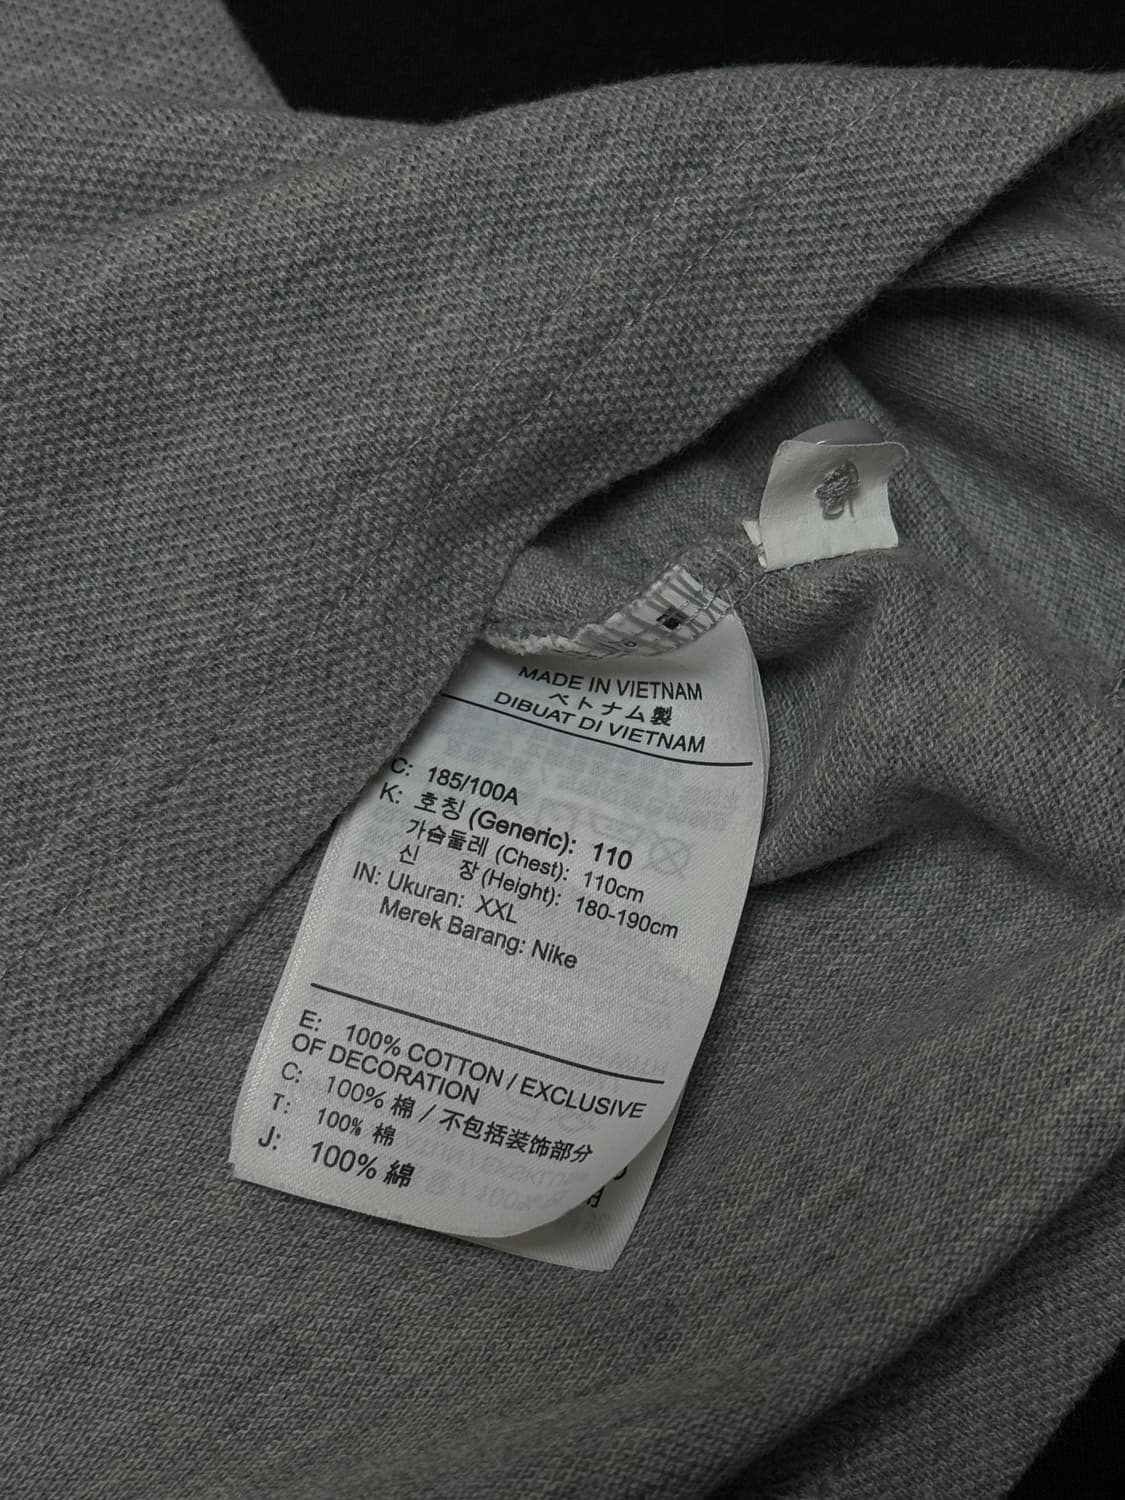 MADE IN VIETNAM
ベトナム製
DIBUAT DI VIETNAM
C: 185/100A
K: 호칭 (Generic): 110
가슴둘레 (Chest): 110cm
신 장 (Height): 180-190cm
IN: Ukuran: XXL
Merek Barang: Nike
E: 100% COTTON / EXCLUSIVE
OF DECORATION
C: 100% 棉 / 不包括装饰部分
T: 100% 棉
J: 100% 綿